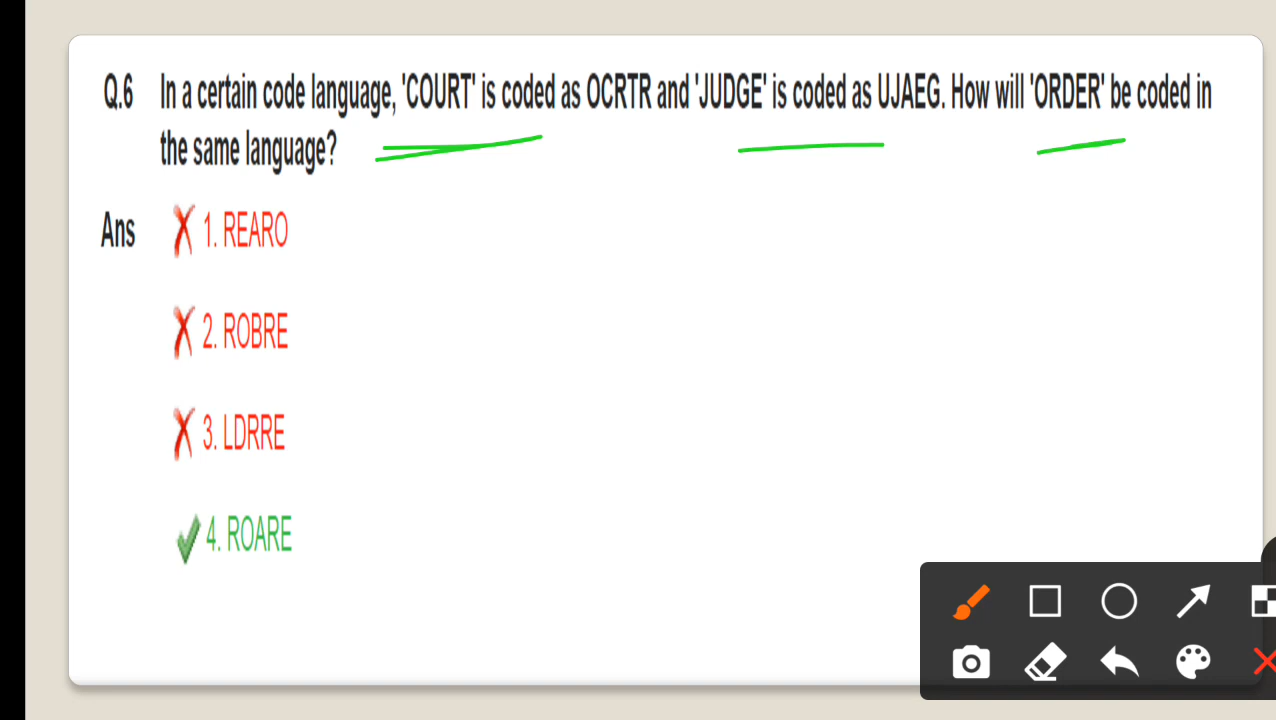 Q.6 In a certain code language, 'COURT' is coded as OCRTR and 'JUDGE' is coded as UJAEG. How will 'ORDER' be coded in
the same language?
Ans 1. REARO
2. ROBRE
3. LDRRE
4. ROARE